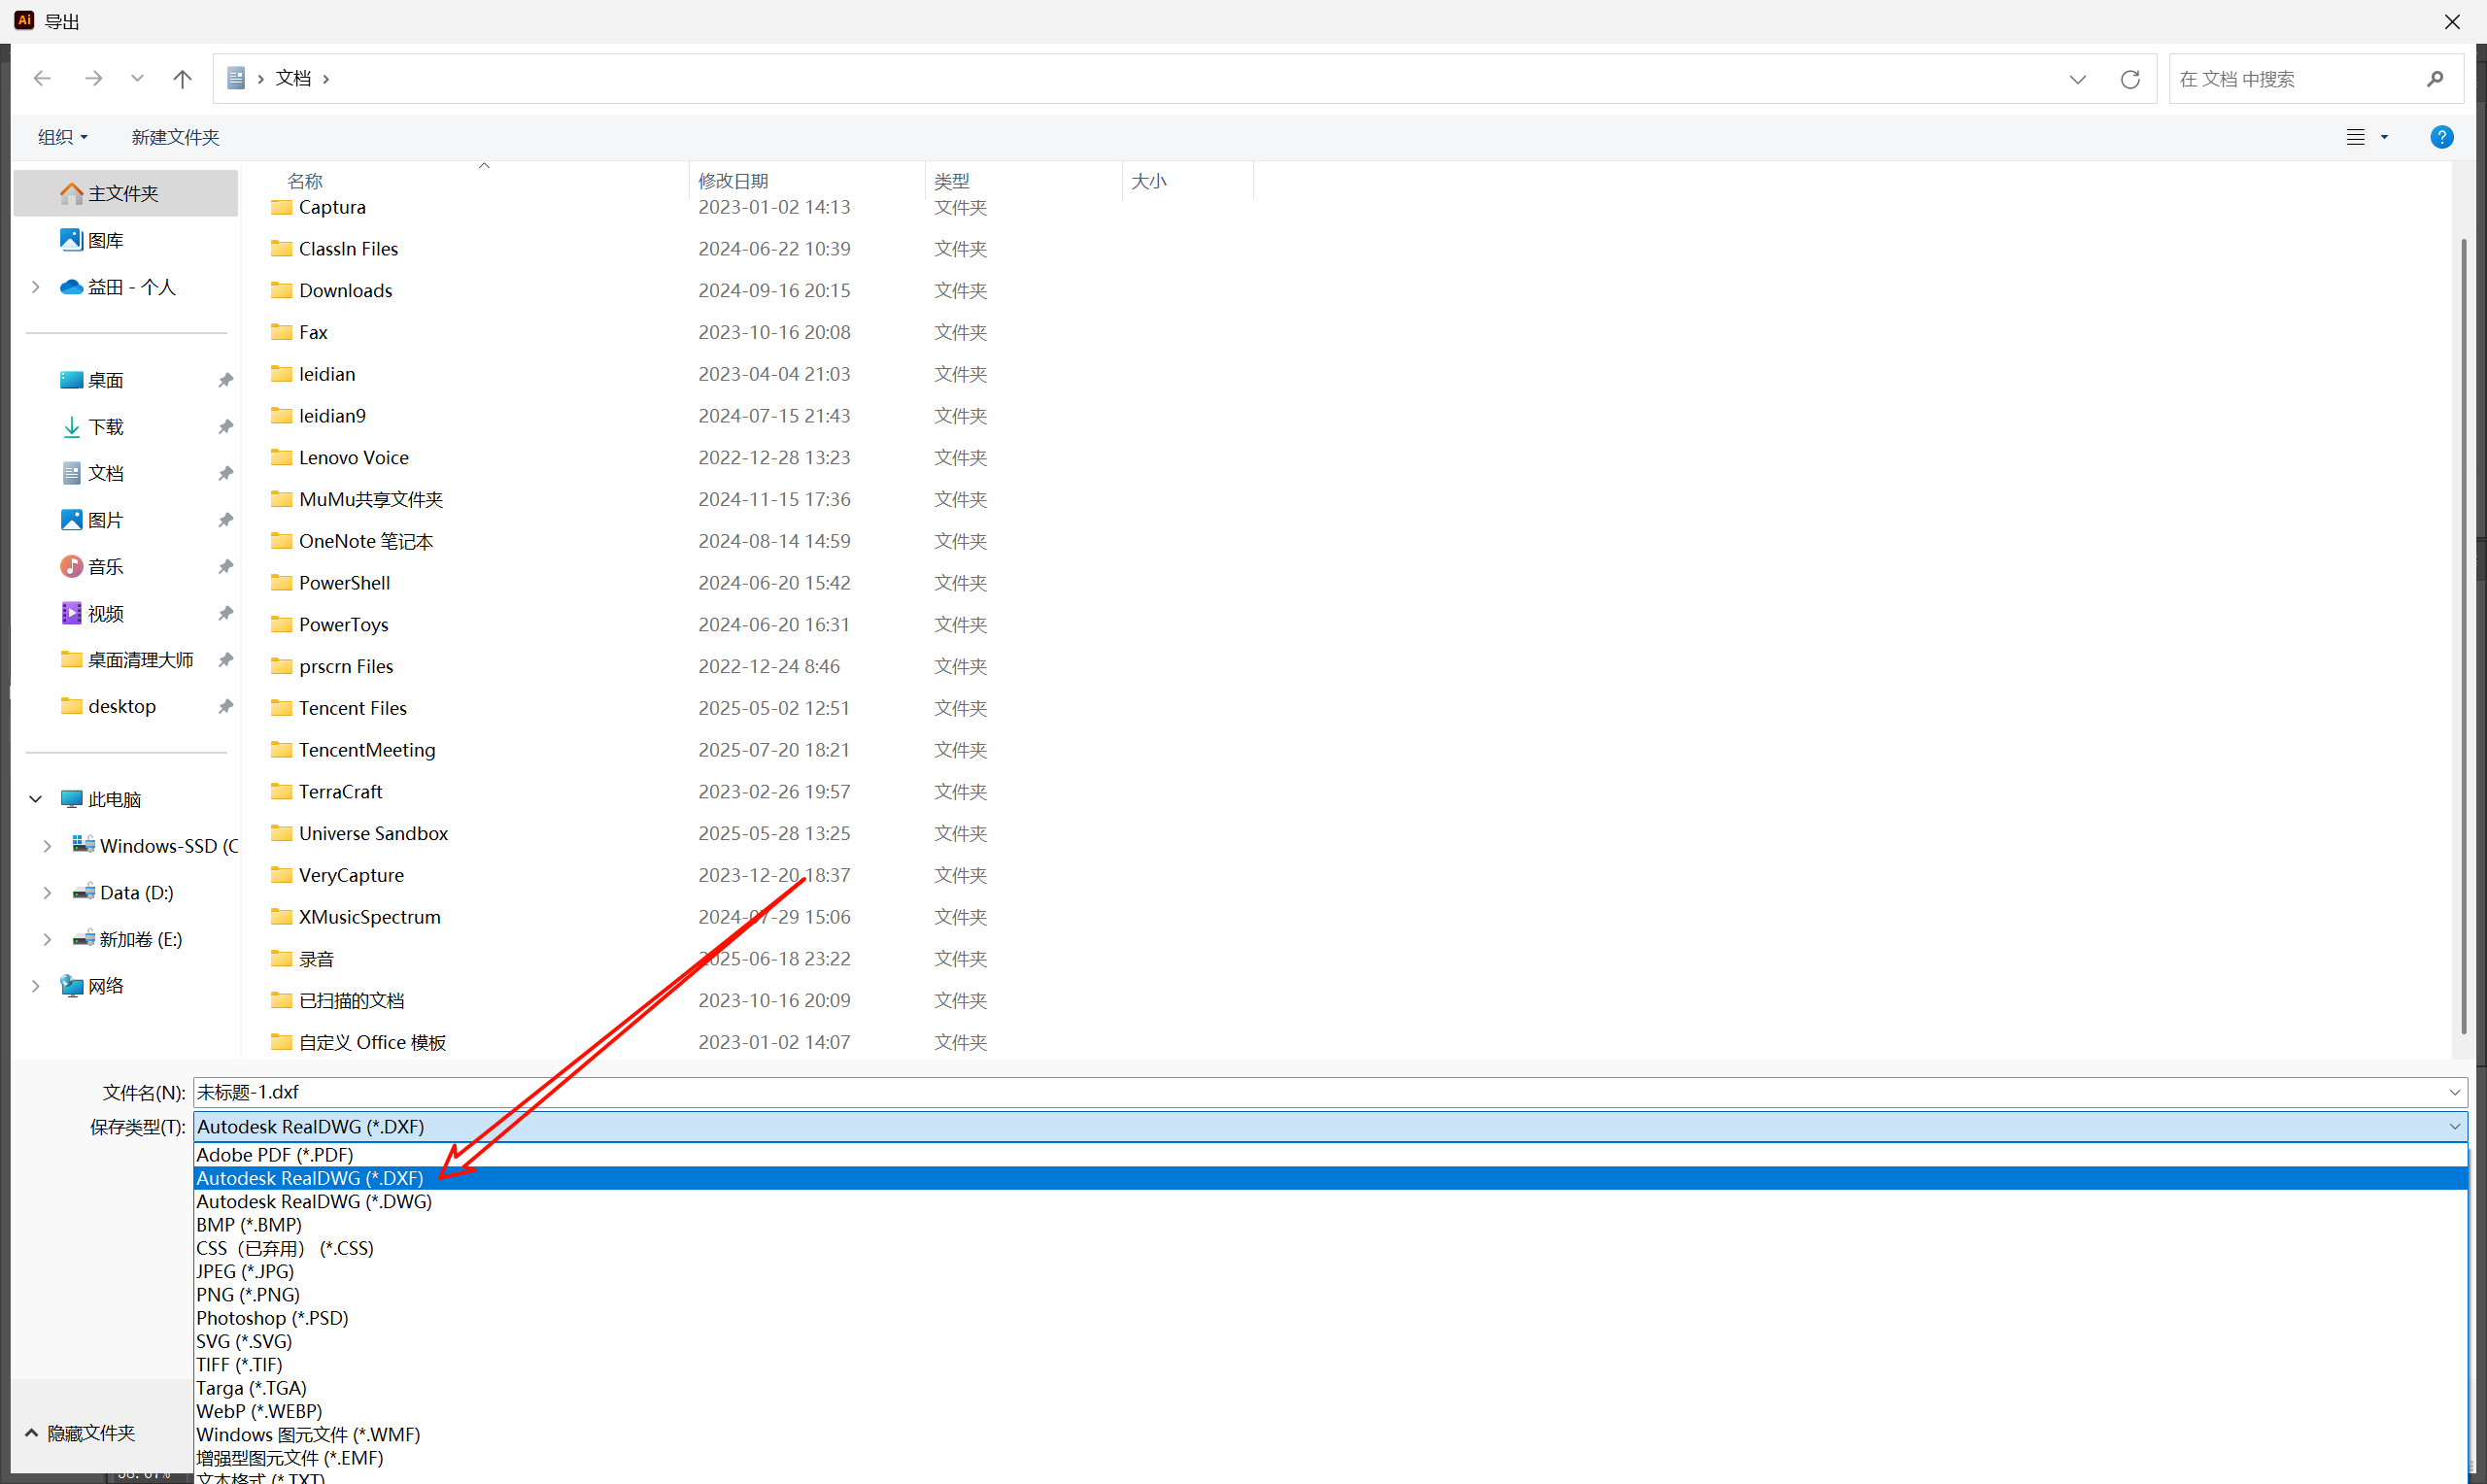 Ai 导出
文档
在 文档 中搜索
组织
新建文件夹
?
主文件夹
图库
益田 - 个人
桌面
下载
文档
图片
音乐
视频
桌面清理大师
desktop
此电脑
Windows-SSD (C
Data (D:)
新加卷 (E:)
网络
名称 修改日期 类型 大小
Captura 2023-01-02 14:13 文件夹
ClassIn Files 2024-06-22 10:39 文件夹
Downloads 2024-09-16 20:15 文件夹
Fax 2023-10-16 20:08 文件夹
leidian 2023-04-04 21:03 文件夹
leidian9 2024-07-15 21:43 文件夹
Lenovo Voice 2022-12-28 13:23 文件夹
MuMu共享文件夹 2024-11-15 17:36 文件夹
OneNote 笔记本 2024-08-14 14:59 文件夹
PowerShell 2024-06-20 15:42 文件夹
PowerToys 2024-06-20 16:31 文件夹
prscrn Files 2022-12-24 8:46 文件夹
Tencent Files 2025-05-02 12:51 文件夹
TencentMeeting 2025-07-20 18:21 文件夹
TerraCraft 2023-02-26 19:57 文件夹
Universe Sandbox 2025-05-28 13:25 文件夹
VeryCapture 2023-12-20 18:37 文件夹
XMusicSpectrum 2024-07-29 15:06 文件夹
录音 2025-06-18 23:22 文件夹
已扫描的文档 2023-10-16 20:09 文件夹
自定义 Office 模板 2023-01-02 14:07 文件夹
文件名(N): 未标题-1.dxf
保存类型(T): Autodesk RealDWG (*.DXF)
Adobe PDF (*.PDF)
Autodesk RealDWG (*.DXF)
Autodesk RealDWG (*.DWG)
BMP (*.BMP)
CSS（已弃用） (*.CSS)
JPEG (*.JPG)
PNG (*.PNG)
Photoshop (*.PSD)
SVG (*.SVG)
TIFF (*.TIF)
Targa (*.TGA)
WebP (*.WEBP)
Windows 图元文件 (*.WMF)
增强型图元文件 (*.EMF)
文本格式 (*.TXT)
隐藏文件夹